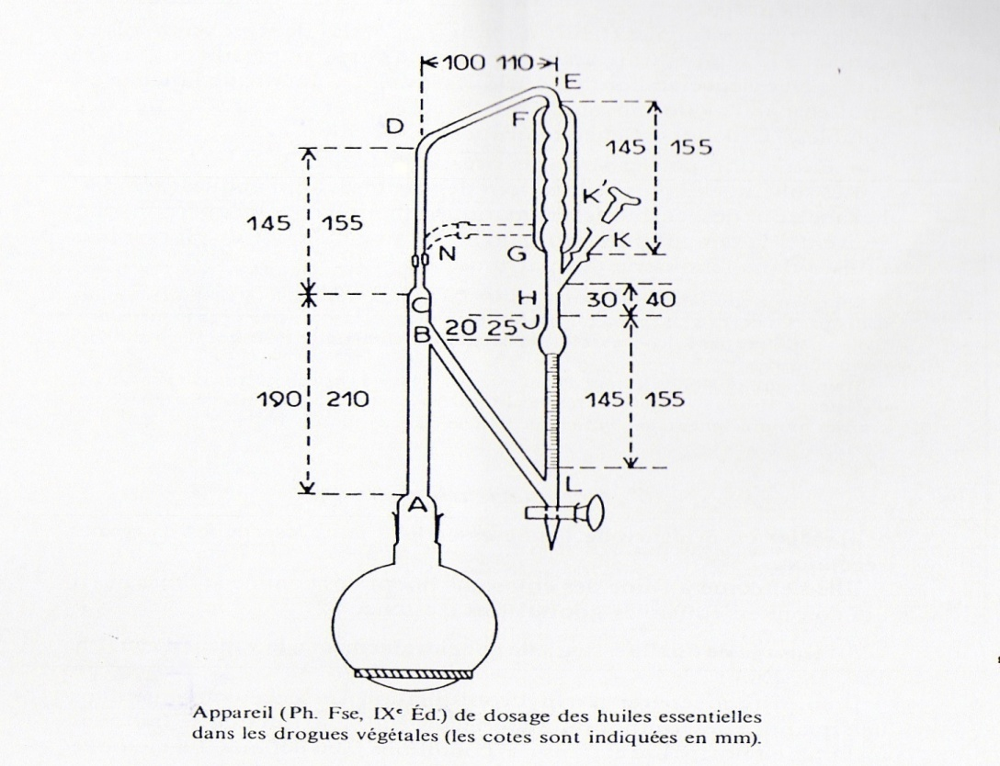 100 110
E
D
F
145 155
K'
145 155
K
N
G
C
H
30 40
B
20 25
J
190 210
145 155
L
A
Appareil (Ph. Fse, IXᵉ Éd.) de dosage des huiles essentielles
dans les drogues végétales (les cotes sont indiquées en mm).